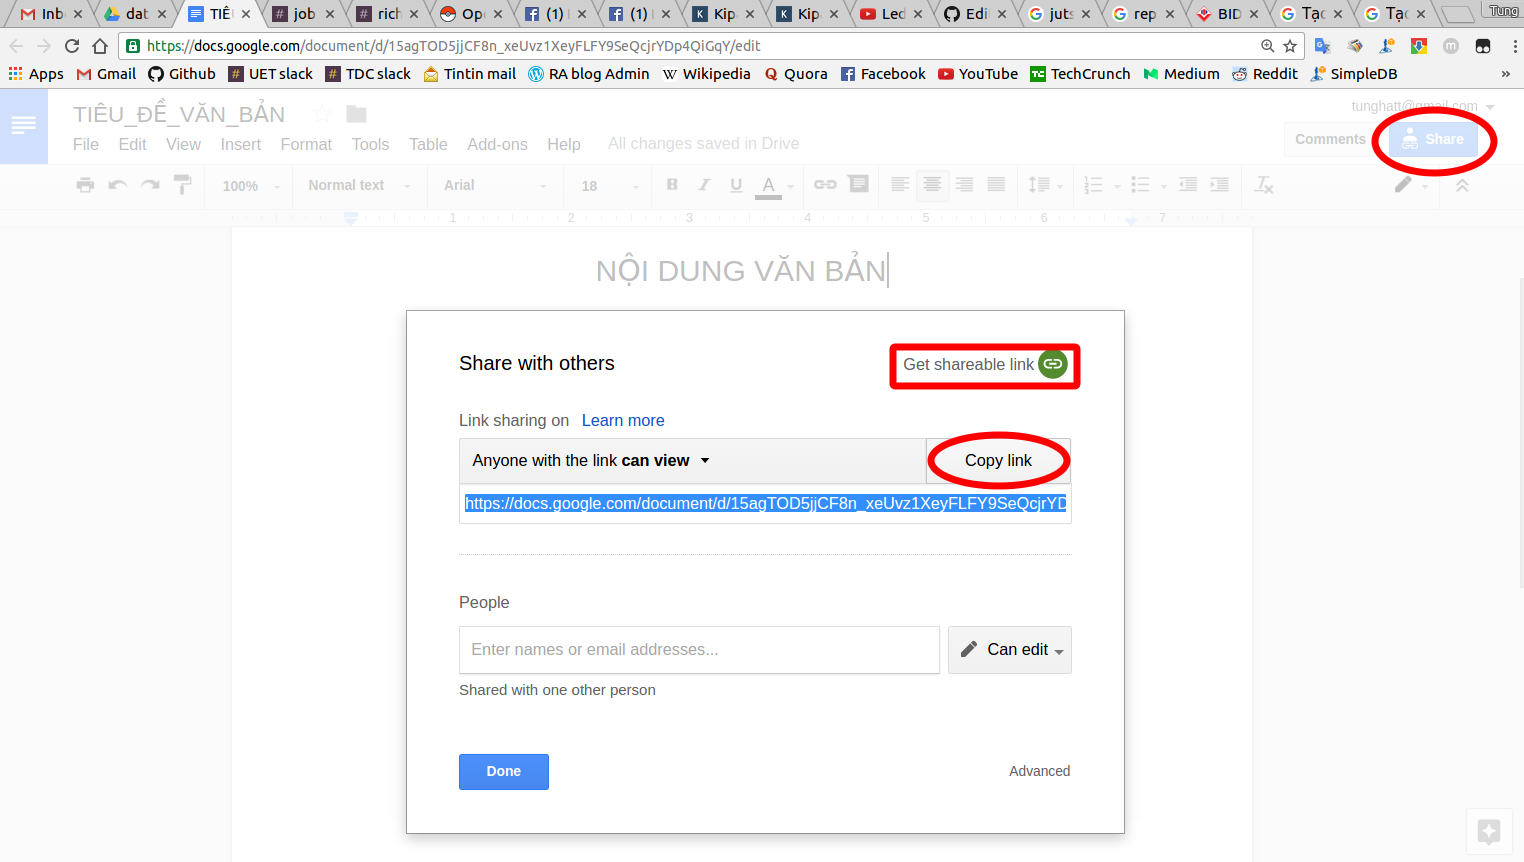 Inb
dat
TIÊU
job
rich
Ope
(1)
(1)
Kip
Kip
Led
Edi
juts
rep
BID
Tạo
Tạo
Tung
https://docs.google.com/document/d/15agTOD5jjCF8n_xeUvz1XeyFLFY9SeQcjrYDp4QiGqY/edit
Apps Gmail Github UET slack TDC slack Tintin mail RA blog Admin Wikipedia Quora Facebook YouTube TechCrunch Medium Reddit SimpleDB »
TIÊU_ĐỀ_VĂN_BẢN
tunghatt@gmail.com
File Edit View Insert Format Tools Table Add-ons Help All changes saved in Drive
Comments Share
100% Normal text Arial 18 B I U A
1 2 3 4 5 6 7
NỘI DUNG VĂN BẢN
Share with others
Get shareable link
Link sharing on Learn more
Anyone with the link can view
Copy link
https://docs.google.com/document/d/15agTOD5jjCF8n_xeUvz1XeyFLFY9SeQcjrYD
People
Enter names or email addresses...
Can edit
Shared with one other person
Done
Advanced